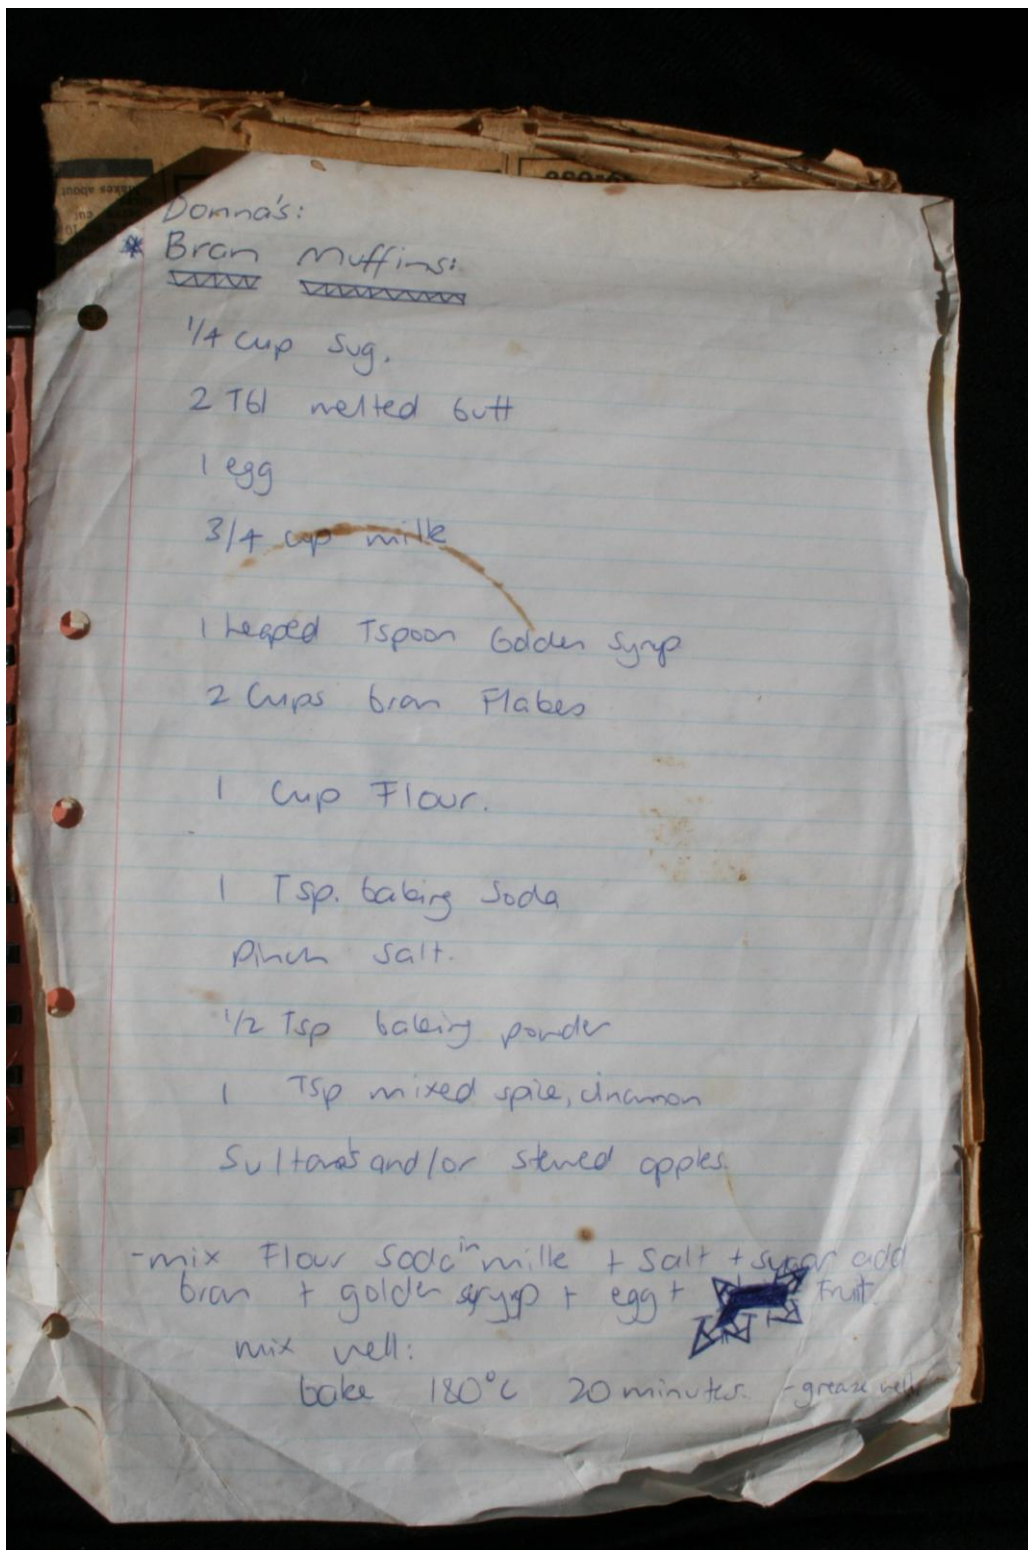 Donna's:
* Bran Muffins:
1/4 cup Sug.
2 Tbl melted butt
1 egg
3/4 cup milk
1 heaped Tspoon Golden Syrup
2 Cups bran Flakes
1 Cup Flour.
1 Tsp. baking Soda
Pinch Salt.
1/2 Tsp baking powder
1 Tsp mixed spice, cinamon
Sultana's and/or stewed apples
-mix Flour Soda in milk + Salt + sugar add
bran + golden syrup + egg + Fruit.
mix well:
bake 180°C 20 minutes. -grease well